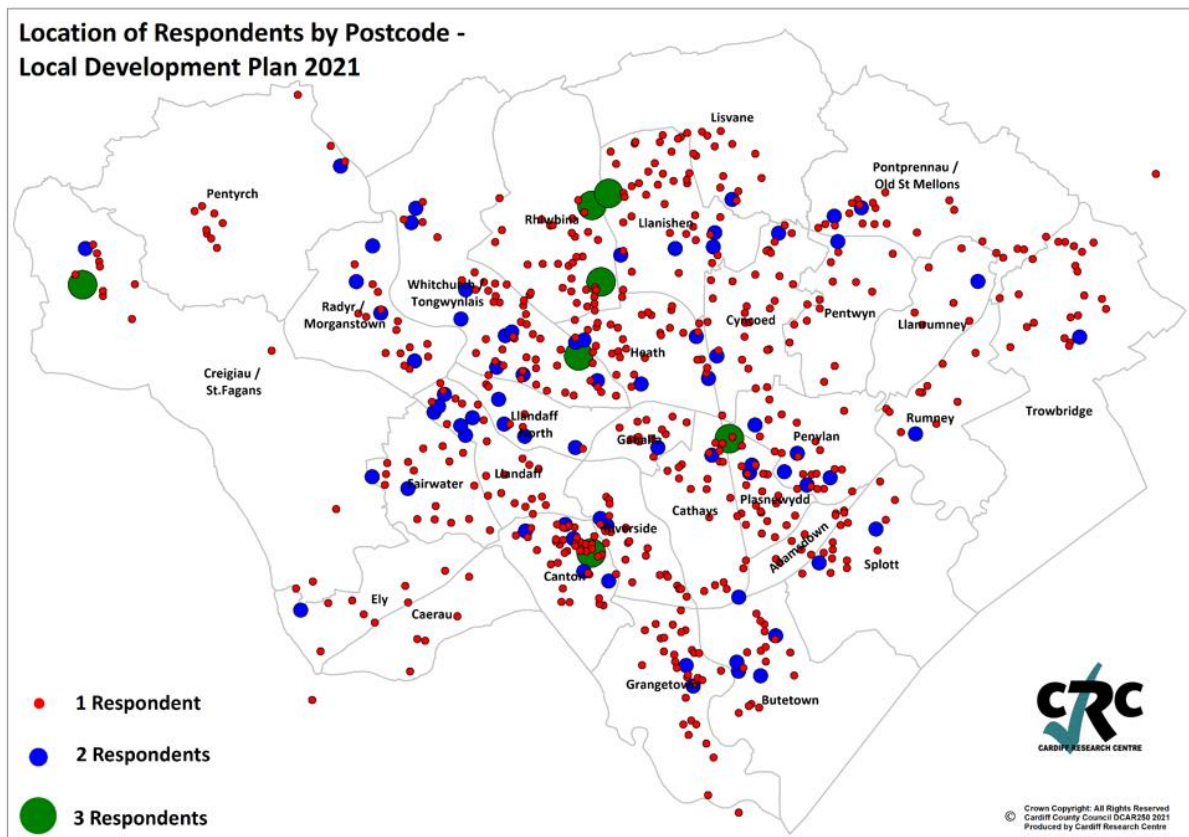 Location of Respondents by Postcode -
Local Development Plan 2021
Lisvane
Pontprennau /
Old St Mellons
Pentyrch
Rhiwbina
Llanishen
Whitchurch /
Tongwynlais
Radyr /
Morganstown
Cyncoed
Pentwyn
Llanrumney
Heath
Creigiau /
St.Fagans
Llandaff
North
Gabalfa
Penylan
Rumney
Trowbridge
Fairwater
Llandaff
Cathays
Plasnewydd
Riverside
Adamsdown
Splott
Canton
Ely
Caerau
Grangetown
Butetown
1 Respondent
2 Respondents
3 Respondents
CRC
CARDIFF RESEARCH CENTRE
© Crown Copyright: All Rights Reserved
Cardiff County Council DCAR250 2021
Produced by Cardiff Research Centre